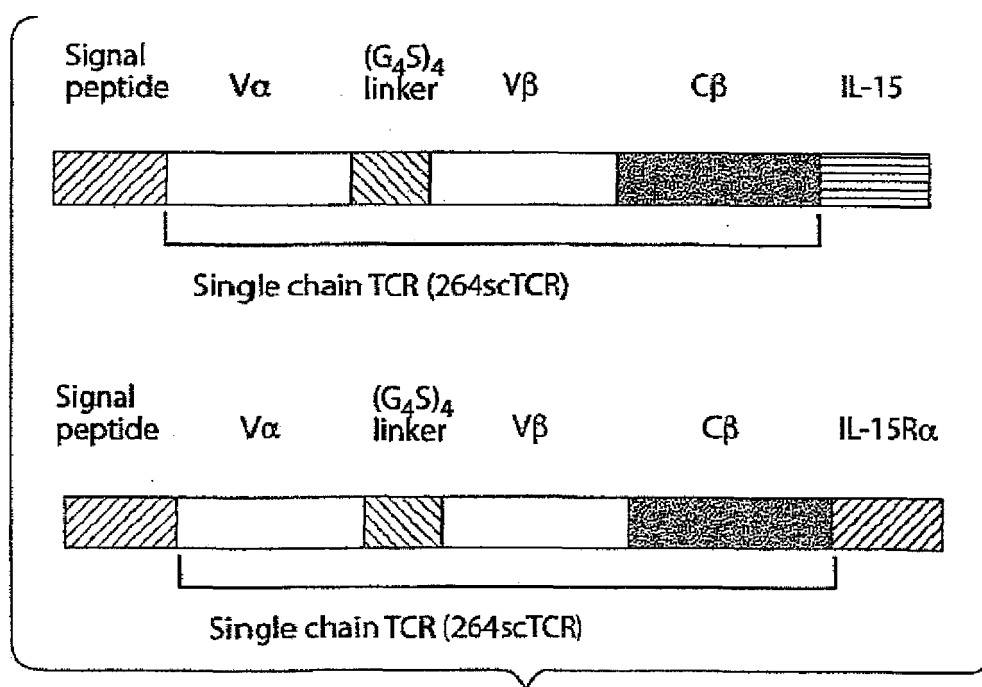 Signal
peptide
Vα
(G₄S)₄
linker
Vβ
Cβ
IL-15
Single chain TCR (264scTCR)
Signal
peptide
Vα
(G₄S)₄
linker
Vβ
Cβ
IL-15Rα
Single chain TCR (264scTCR)